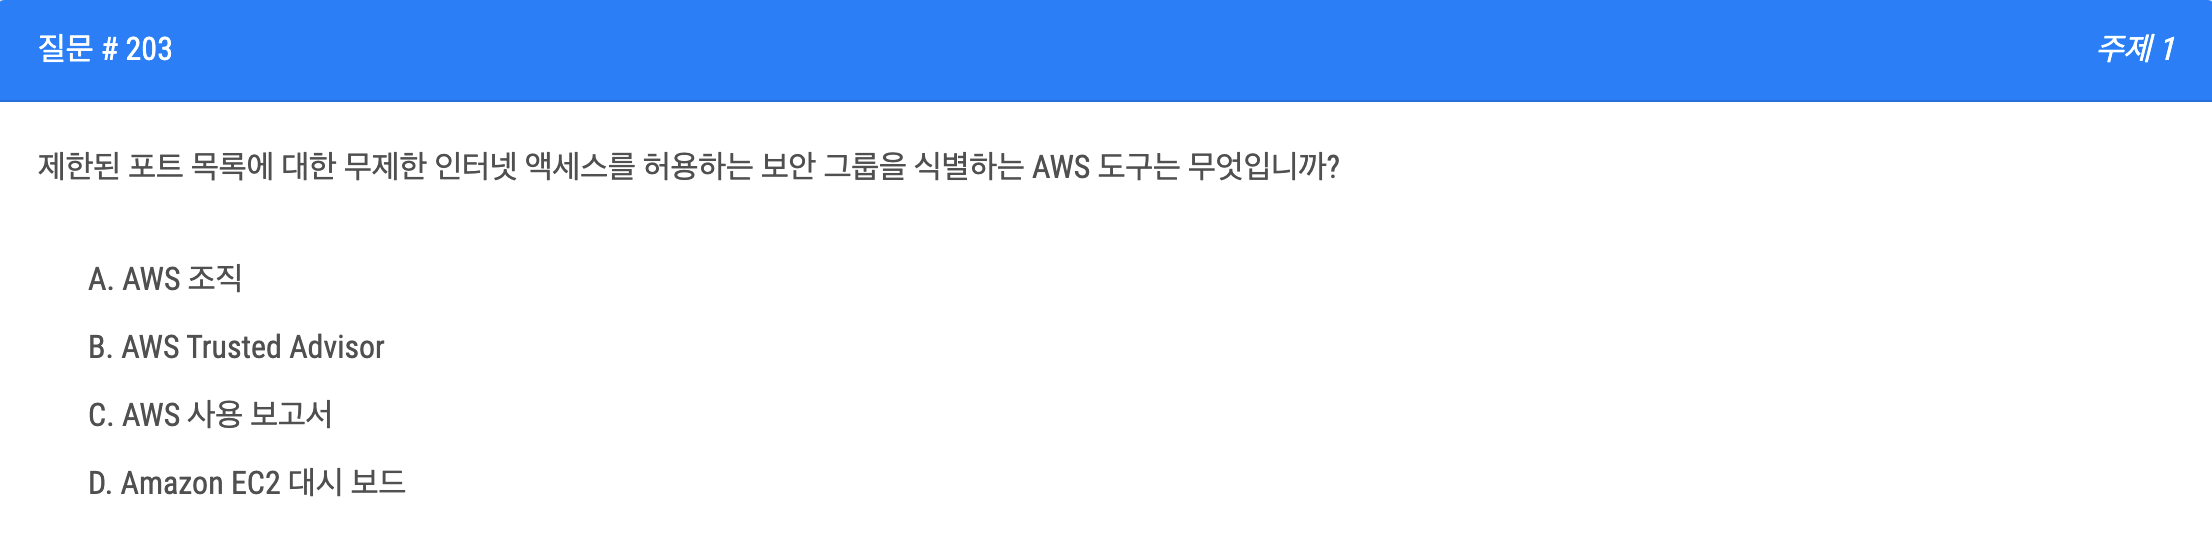 질문 # 203
주제 1
제한된 포트 목록에 대한 무제한 인터넷 액세스를 허용하는 보안 그룹을 식별하는 AWS 도구는 무엇입니까?
A. AWS 조직
B. AWS Trusted Advisor
C. AWS 사용 보고서
D. Amazon EC2 대시 보드